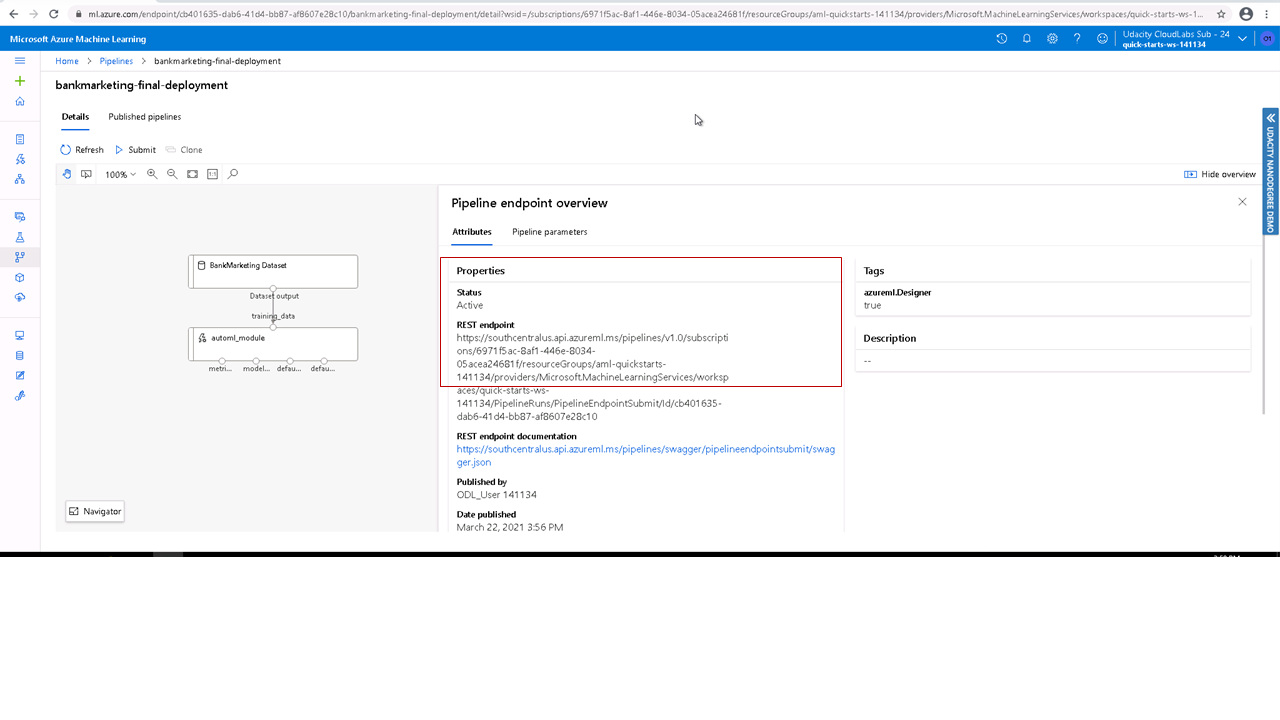 ml.azure.com/endpoint/cb401635-dab6-41d4-bb87-af8607e28c10/bankmarketing-final-deployment/detail?wsid=/subscriptions/6971f5ac-8af1-446e-8034-05acea24681f/resourceGroups/aml-quickstarts-141134/providers/Microsoft.MachineLearningServices/workspaces/quick-starts-ws-1...
Microsoft Azure Machine Learning
Udacity CloudLabs Sub - 24
quick-starts-ws-141134
O1
Home > Pipelines > bankmarketing-final-deployment
bankmarketing-final-deployment
Details Published pipelines
Refresh Submit Clone
100% Hide overview
UDACITY NANODEGREE DEMO
Pipeline endpoint overview
Attributes Pipeline parameters
BankMarketing Dataset
Dataset output
training_data
automl_module
metri... model... defau... defau...
Navigator
Properties
Status
Active
REST endpoint
https://southcentralus.api.azureml.ms/pipelines/v1.0/subscripti
ons/6971f5ac-8af1-446e-8034-
05acea24681f/resourceGroups/aml-quickstarts-
141134/providers/Microsoft.MachineLearningServices/worksp
aces/quick-starts-ws-
141134/PipelineRuns/PipelineEndpointSubmit/Id/cb401635-
dab6-41d4-bb87-af8607e28c10
REST endpoint documentation
https://southcentralus.api.azureml.ms/pipelines/swagger/pipelineendpointsubmit/swag
ger.json
Published by
ODL_User 141134
Date published
March 22, 2021 3:56 PM
Tags
azureml.Designer
true
Description
--